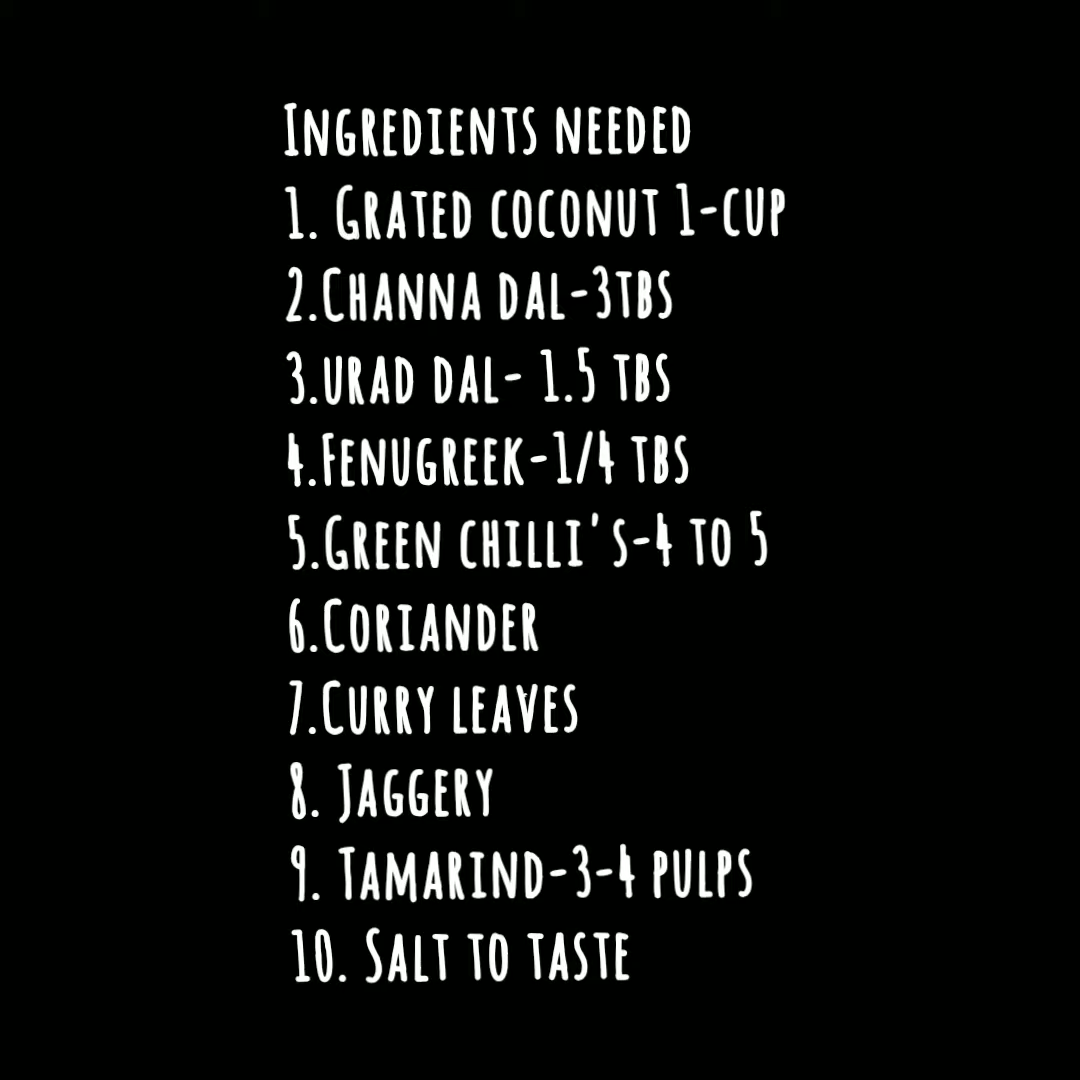 Ingredients needed
1. Grated coconut 1-cup
2.Channa dal-3tbs
3.urad dal- 1.5 tbs
4.Fenugreek-1/4 tbs
5.Green chilli's-4 to 5
6.Coriander
7.Curry leaves
8. Jaggery
9. Tamarind-3-4 pulps
10. Salt to taste